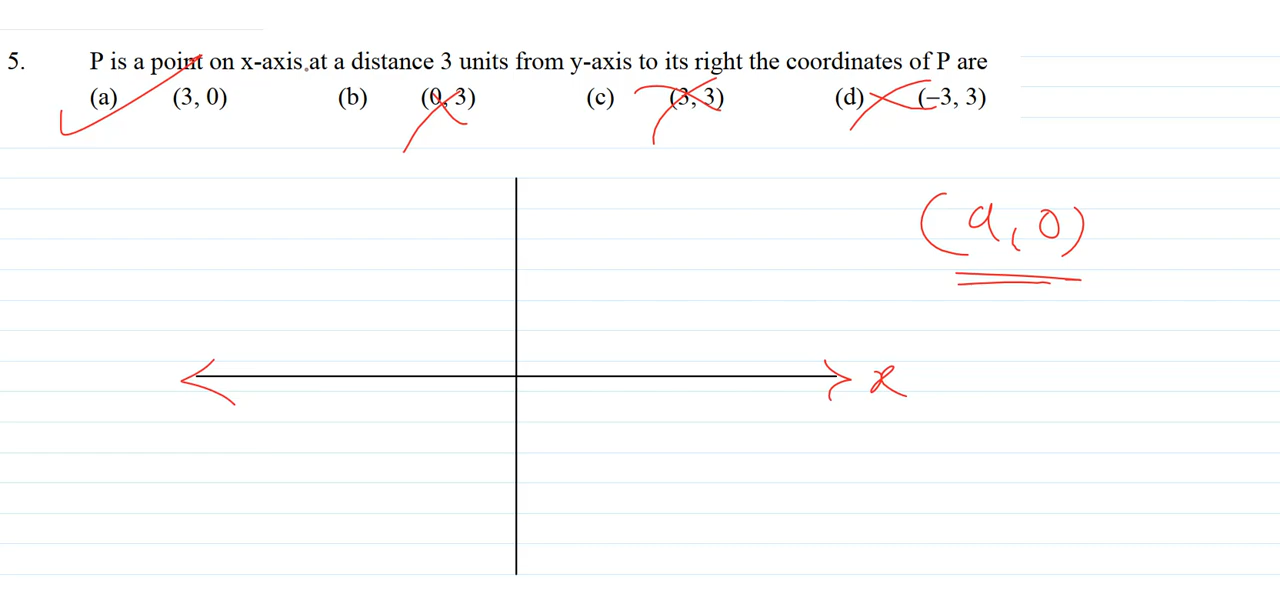 5. P is a point on x-axis at a distance 3 units from y-axis to its right the coordinates of P are
(a) (3, 0) (b) (0, 3) (c) (3, 3) (d) (–3, 3)
(a, 0)
x